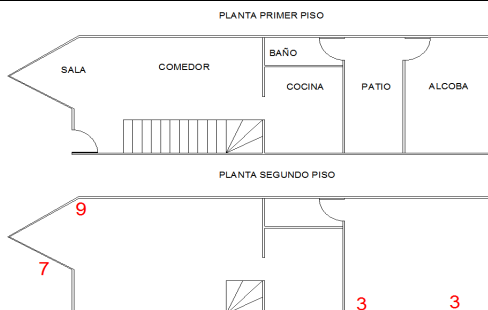 PLANTA PRIMER PISO
BAÑO
SALA
COMEDOR
COCINA
PATIO
ALCOBA
PLANTA SEGUNDO PISO
9
7
3
3